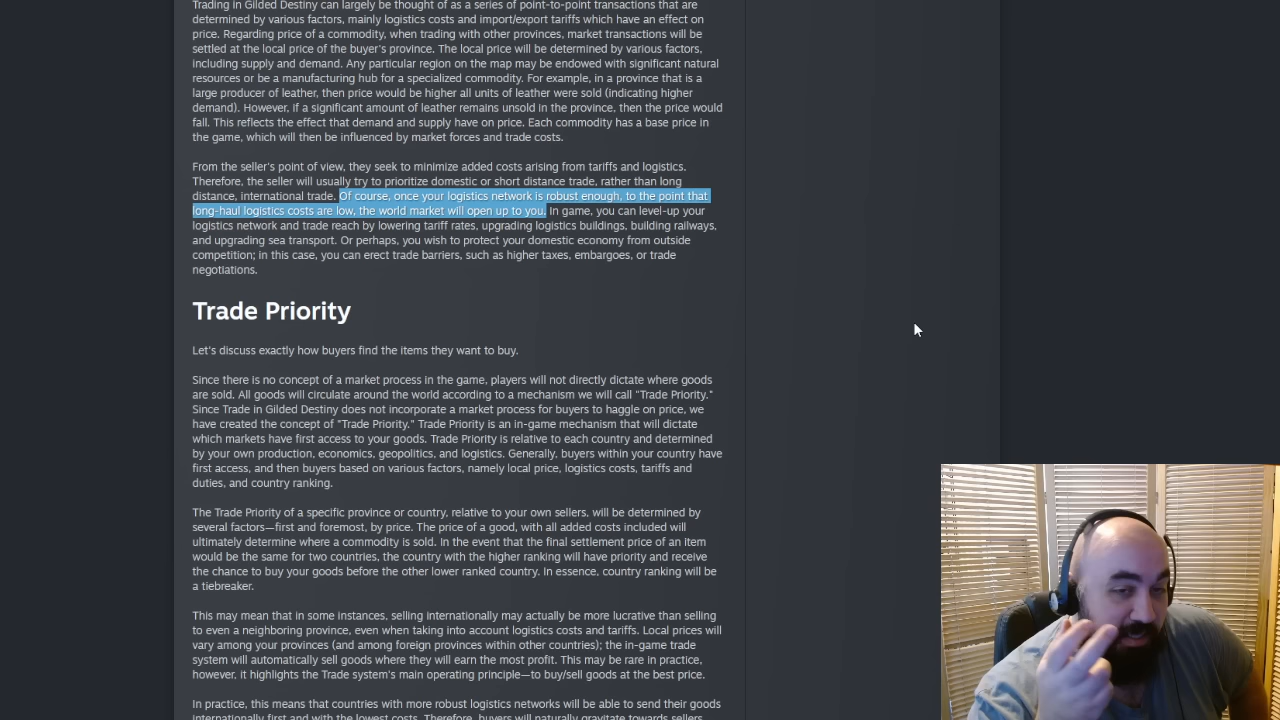 Trading in Gilded Destiny can largely be thought of as a series of point-to-point transactions that are
determined by various factors, mainly logistics costs and import/export tariffs which have an effect on
price. Regarding price of a commodity, when trading with other provinces, market transactions will be
settled at the local price of the buyer's province. The local price will be determined by various factors,
including supply and demand. Any particular region on the map may be endowed with significant natural
resources or be a manufacturing hub for a specialized commodity. For example, in a province that is a
large producer of leather, then price would be higher all units of leather were sold (indicating higher
demand). However, if a significant amount of leather remains unsold in the province, then the price would
fall. This reflects the effect that demand and supply have on price. Each commodity has a base price in
the game, which will then be influenced by market forces and trade costs.
From the seller's point of view, they seek to minimize added costs arising from tariffs and logistics.
Therefore, the seller will usually try to prioritize domestic or short distance trade, rather than long
distance, international trade. Of course, once your logistics network is robust enough, to the point that
long-haul logistics costs are low, the world market will open up to you. In game, you can level-up your
logistics network and trade reach by lowering tariff rates, upgrading logistics buildings, building railways,
and upgrading sea transport. Or perhaps, you wish to protect your domestic economy from outside
competition; in this case, you can erect trade barriers, such as higher taxes, embargoes, or trade
negotiations.
Trade Priority
Let's discuss exactly how buyers find the items they want to buy.
Since there is no concept of a market process in the game, players will not directly dictate where goods
are sold. All goods will circulate around the world according to a mechanism we will call "Trade Priority."
Since Trade in Gilded Destiny does not incorporate a market process for buyers to haggle on price, we
have created the concept of "Trade Priority." Trade Priority is an in-game mechanism that will dictate
which markets have first access to your goods. Trade Priority is relative to each country and determined
by your own production, economics, geopolitics, and logistics. Generally, buyers within your country have
first access, and then buyers based on various factors, namely local price, logistics costs, tariffs and
duties, and country ranking.
The Trade Priority of a specific province or country, relative to your own sellers, will be determined by
several factors—first and foremost, by price. The price of a good, with all added costs included will
ultimately determine where a commodity is sold. In the event that the final settlement price of an item
would be the same for two countries, the country with the higher ranking will have priority and receive
the chance to buy your goods before the other lower ranked country. In essence, country ranking will be
a tiebreaker.
This may mean that in some instances, selling internationally may actually be more lucrative than selling
to even a neighboring province, even when taking into account logistics costs and tariffs. Local prices will
vary among your provinces (and among foreign provinces within other countries); the in-game trade
system will automatically sell goods where they will earn the most profit. This may be rare in practice,
however, it highlights the Trade system's main operating principle—to buy/sell goods at the best price.
In practice, this means that countries with more robust logistics networks will be able to send their goods
internationally first and with the lowest costs. Therefore, buyers will naturally gravitate towards sellers